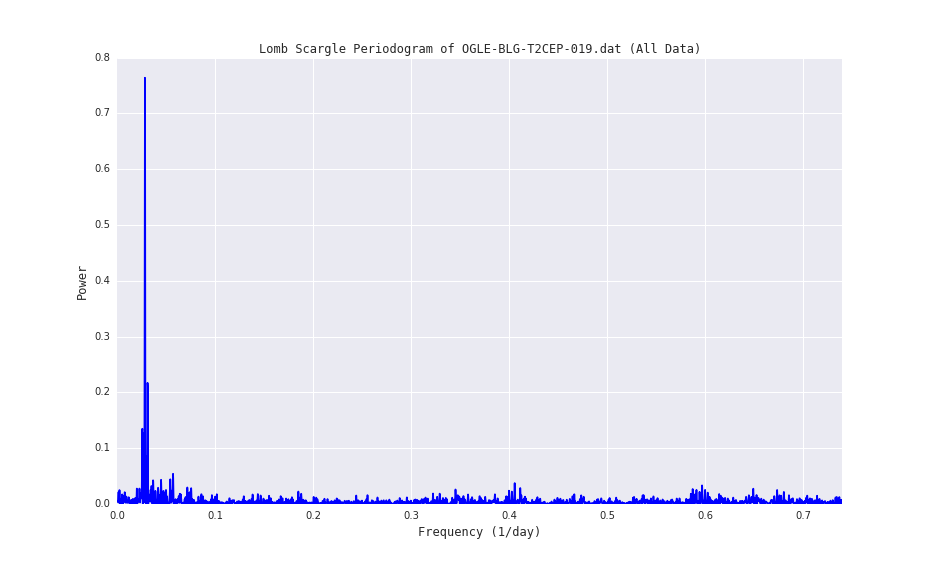 Lomb Scargle Periodogram of OGLE-BLG-T2CEP-019.dat (All Data)
0.8
0.7
0.6
0.5
0.4
0.3
0.2
0.1
0.0
Power
0.0 0.1 0.2 0.3 0.4 0.5 0.6 0.7
Frequency (1/day)